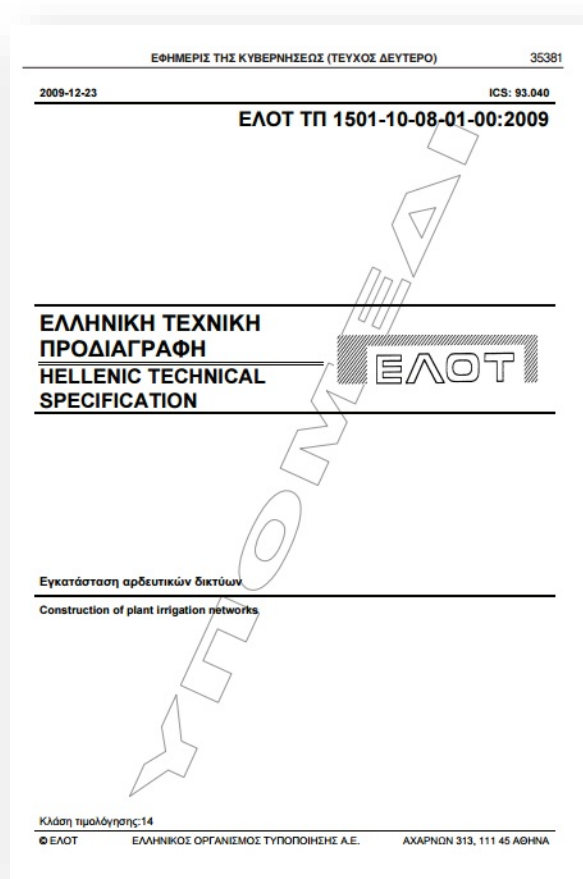 ΕΦΗΜΕΡΙΣ ΤΗΣ ΚΥΒΕΡΝΗΣΕΩΣ (ΤΕΥΧΟΣ ΔΕΥΤΕΡΟ) 35381
2009-12-23 ICS: 93.040
ΕΛΟΤ ΤΠ 1501-10-08-01-00:2009
ΕΛΛΗΝΙΚΗ ΤΕΧΝΙΚΗ
ΠΡΟΔΙΑΓΡΑΦΗ
HELLENIC TECHNICAL
SPECIFICATION
ΕΛΟΤ
Εγκατάσταση αρδευτικών δικτύων
Construction of plant irrigation networks
ΥΠΟΜΕΔΙ
Κλάση τιμολόγησης:14
© ΕΛΟΤ ΕΛΛΗΝΙΚΟΣ ΟΡΓΑΝΙΣΜΟΣ ΤΥΠΟΠΟΙΗΣΗΣ Α.Ε. ΑΧΑΡΝΩΝ 313, 111 45 ΑΘΗΝΑ